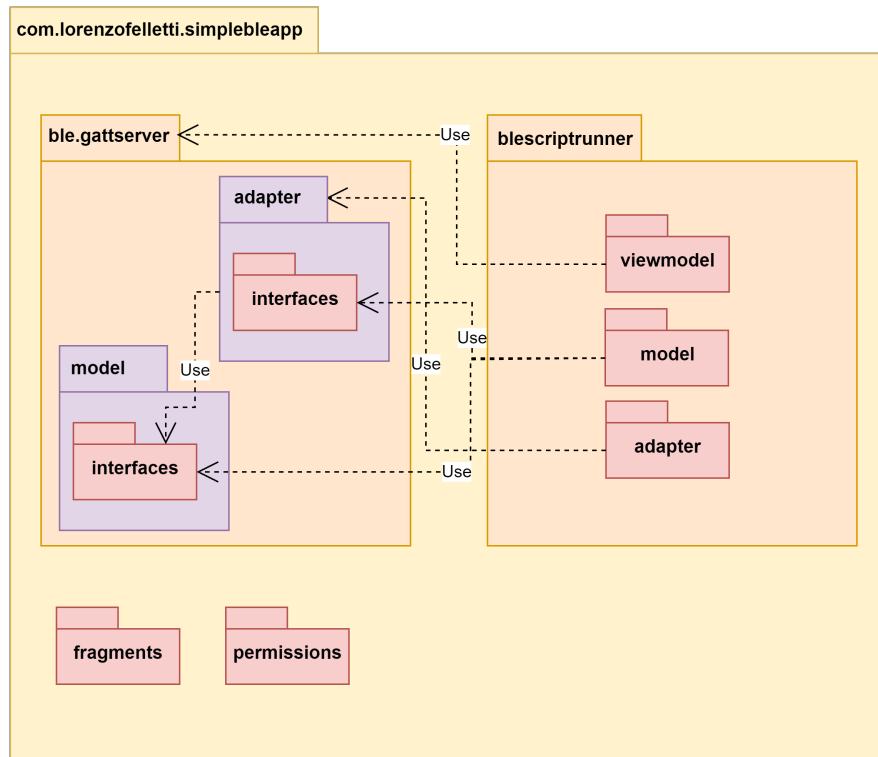 com.lorenzofelletti.simplebleapp
ble.gattserver
Use
blescriptrunner
adapter
viewmodel
interfaces
Use
model
model
Use
Use
adapter
interfaces
Use
fragments
permissions